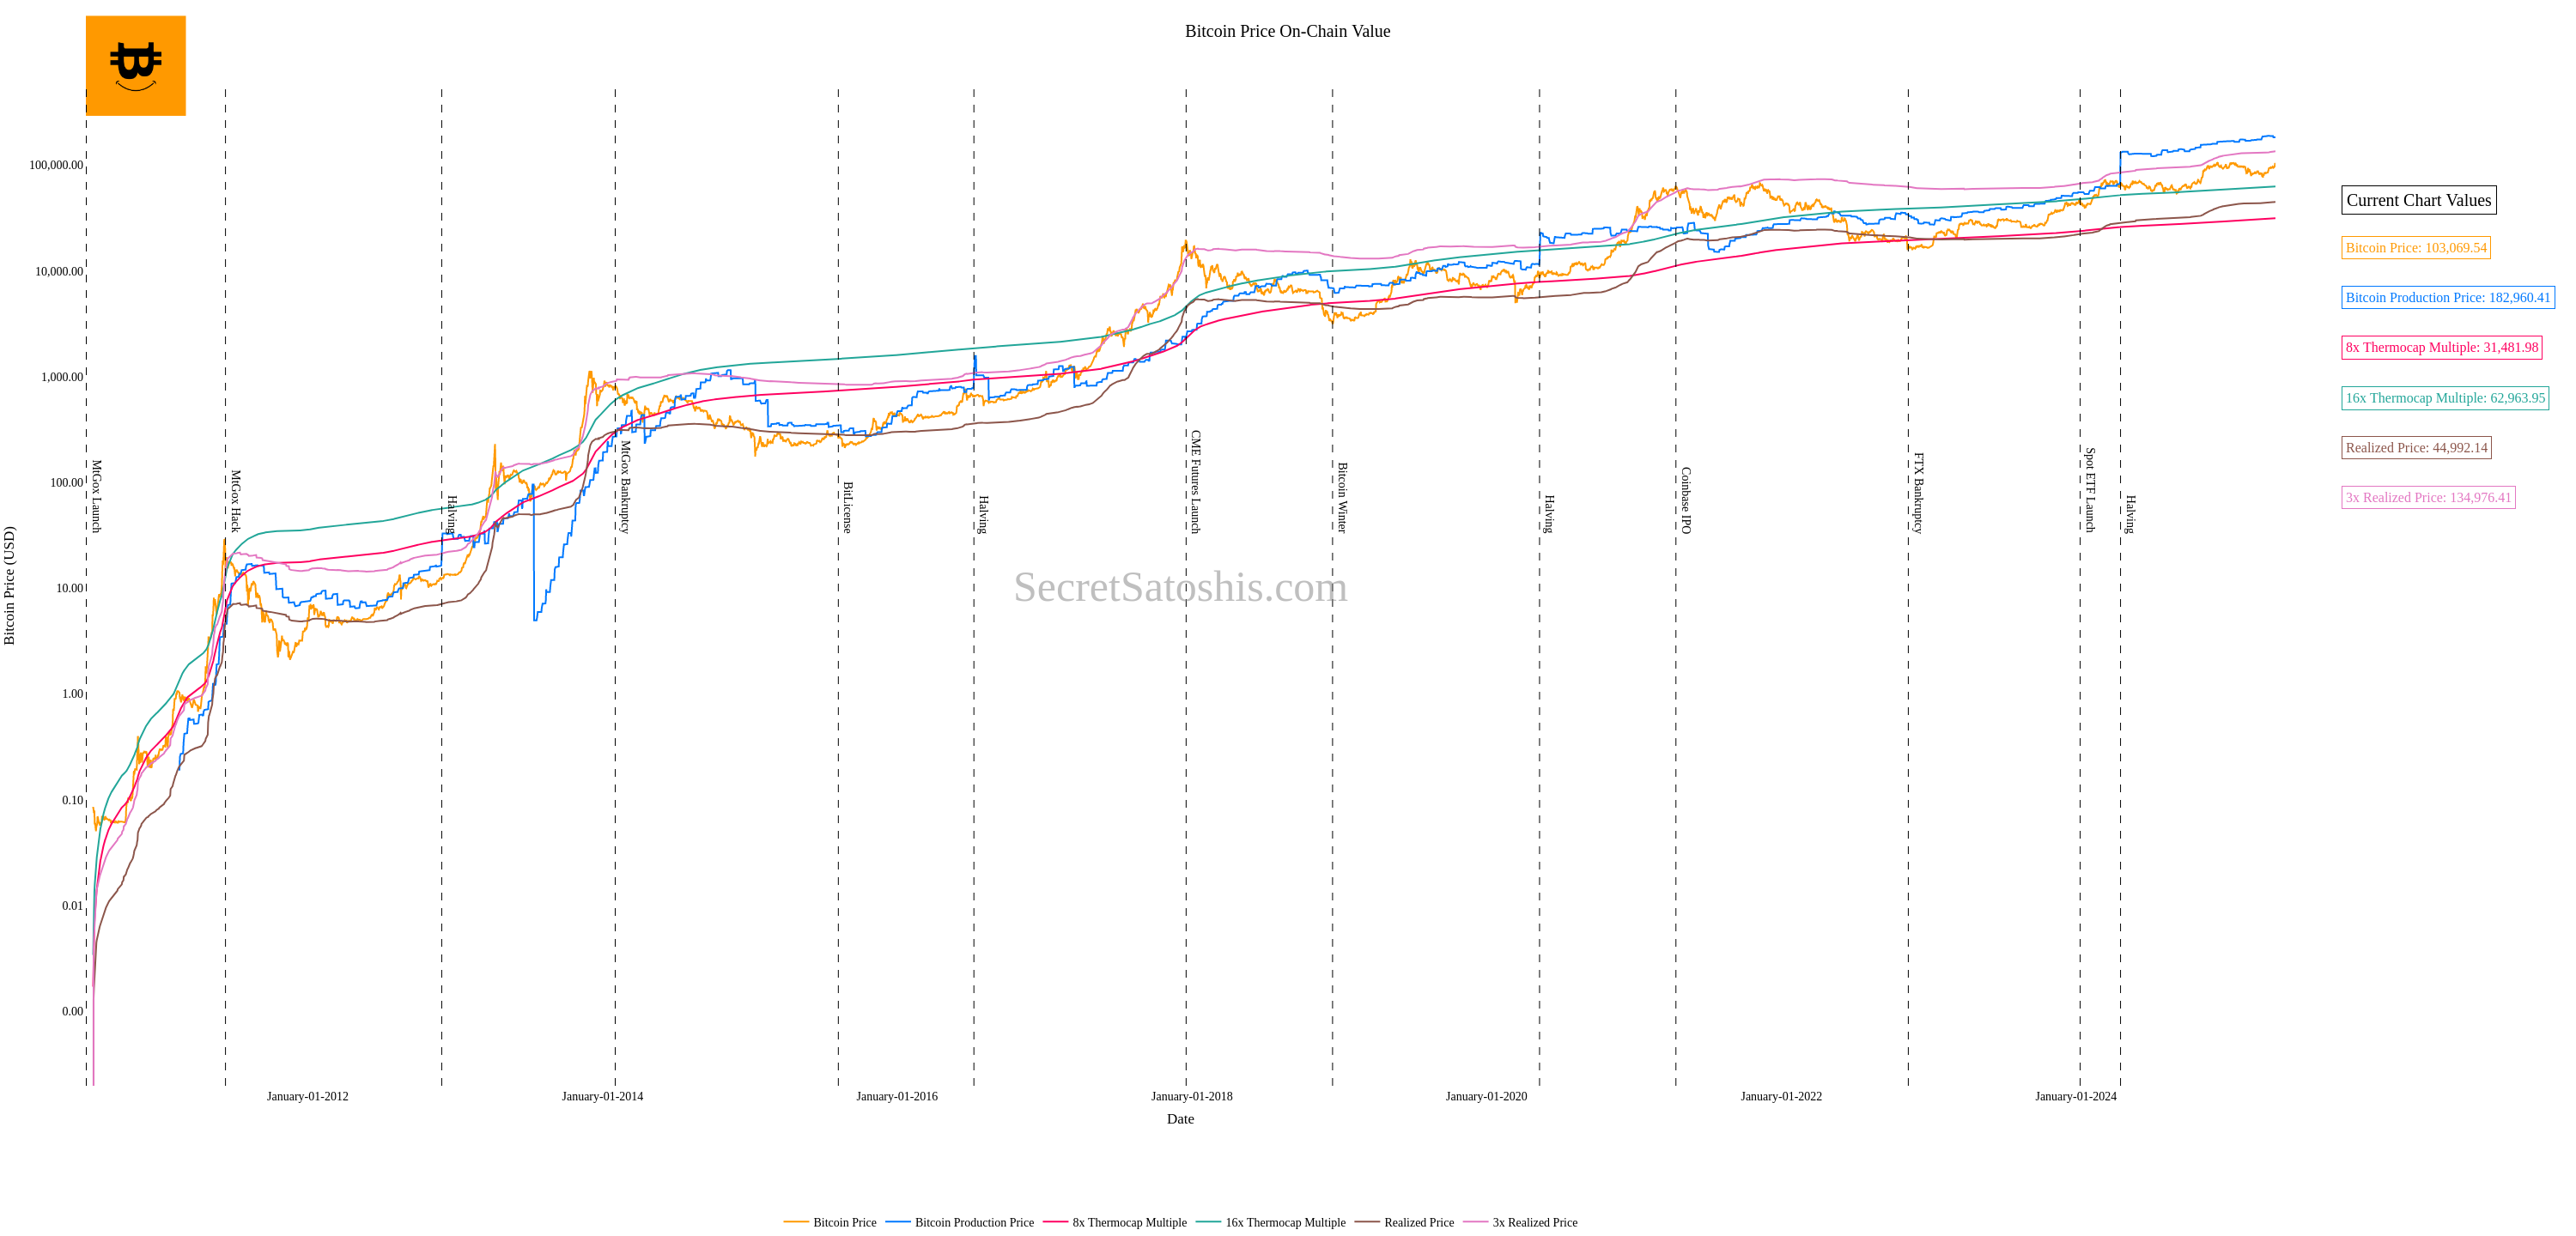 Bitcoin Price On-Chain Value
100,000.00
10,000.00
1,000.00
100.00
10.00
1.00
0.10
0.01
0.00
Bitcoin Price (USD)
MtGox Launch
MtGox Hack
Halving
MtGox Bankruptcy
BitLicense
Halving
CME Futures Launch
Bitcoin Winter
Halving
Coinbase IPO
FTX Bankruptcy
Spot ETF Launch
Halving
SecretSatoshis.com
January-01-2012
January-01-2014
January-01-2016
January-01-2018
January-01-2020
January-01-2022
January-01-2024
Date
Current Chart Values
Bitcoin Price: 103,069.54
Bitcoin Production Price: 182,960.41
8x Thermocap Multiple: 31,481.98
16x Thermocap Multiple: 62,963.95
Realized Price: 44,992.14
3x Realized Price: 134,976.41
Bitcoin Price
Bitcoin Production Price
8x Thermocap Multiple
16x Thermocap Multiple
Realized Price
3x Realized Price